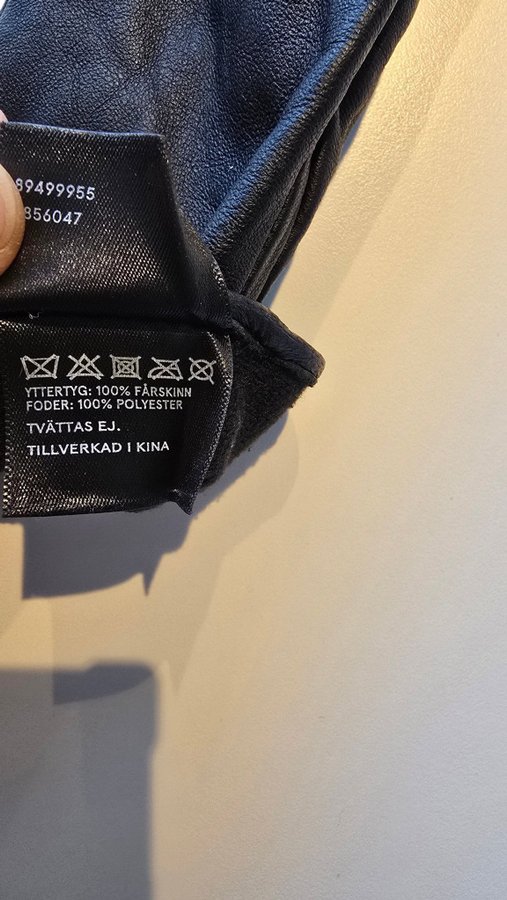 89499955
856047
YTTERTYG: 100% FÅRSKINN
FODER: 100% POLYESTER
TVÄTTAS EJ.
TILLVERKAD I KINA